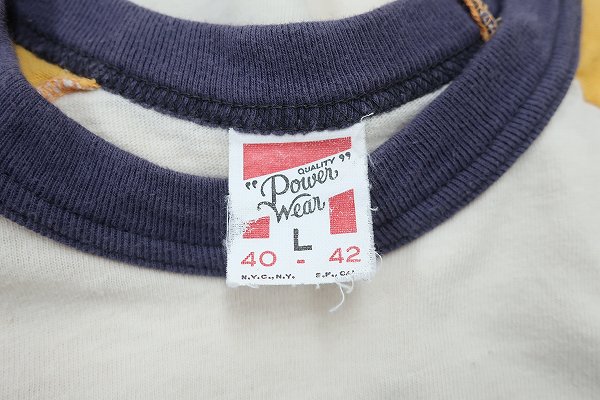 QUALITY
"Power"
Wear
L
40 - 42
N.Y.C., N.Y. S.F., CAL